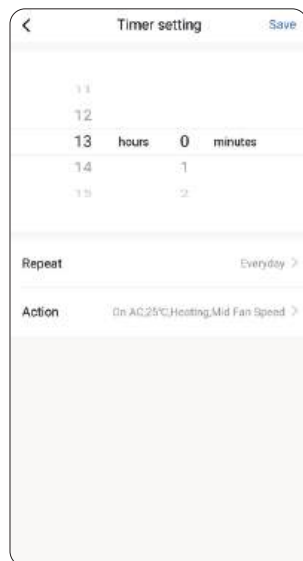 Timer setting Save
11
12
13 hours 0 minutes
14 1
15 2
Repeat Everyday
Action On AC,25°C,Heating,Mid Fan Speed